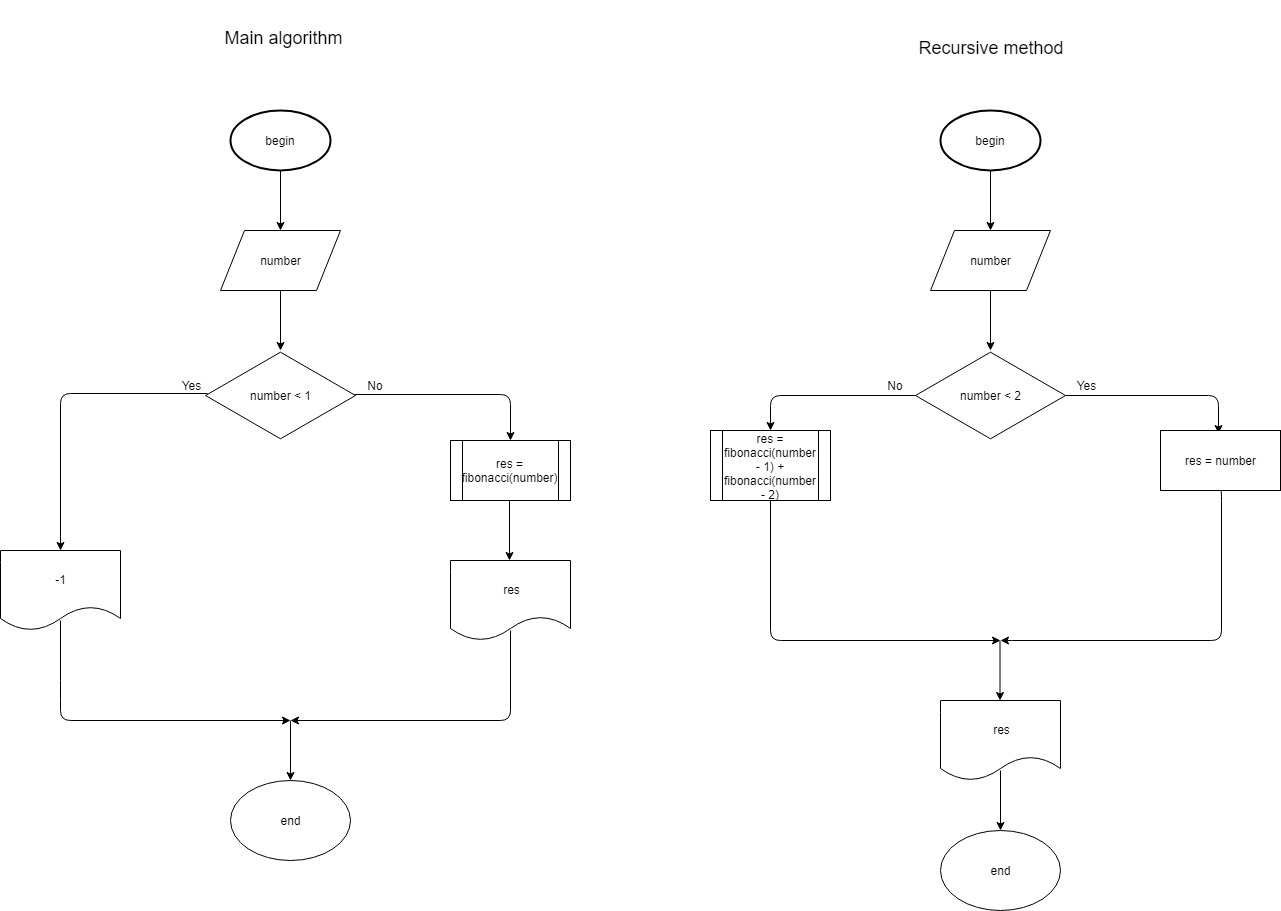 Main algorithm
begin
number
number < 1
Yes
No
res =
fibonacci(number)
-1
res
end
Recursive method
begin
number
number < 2
No
Yes
res =
fibonacci(number
- 1) +
fibonacci(number
- 2)
res = number
res
end